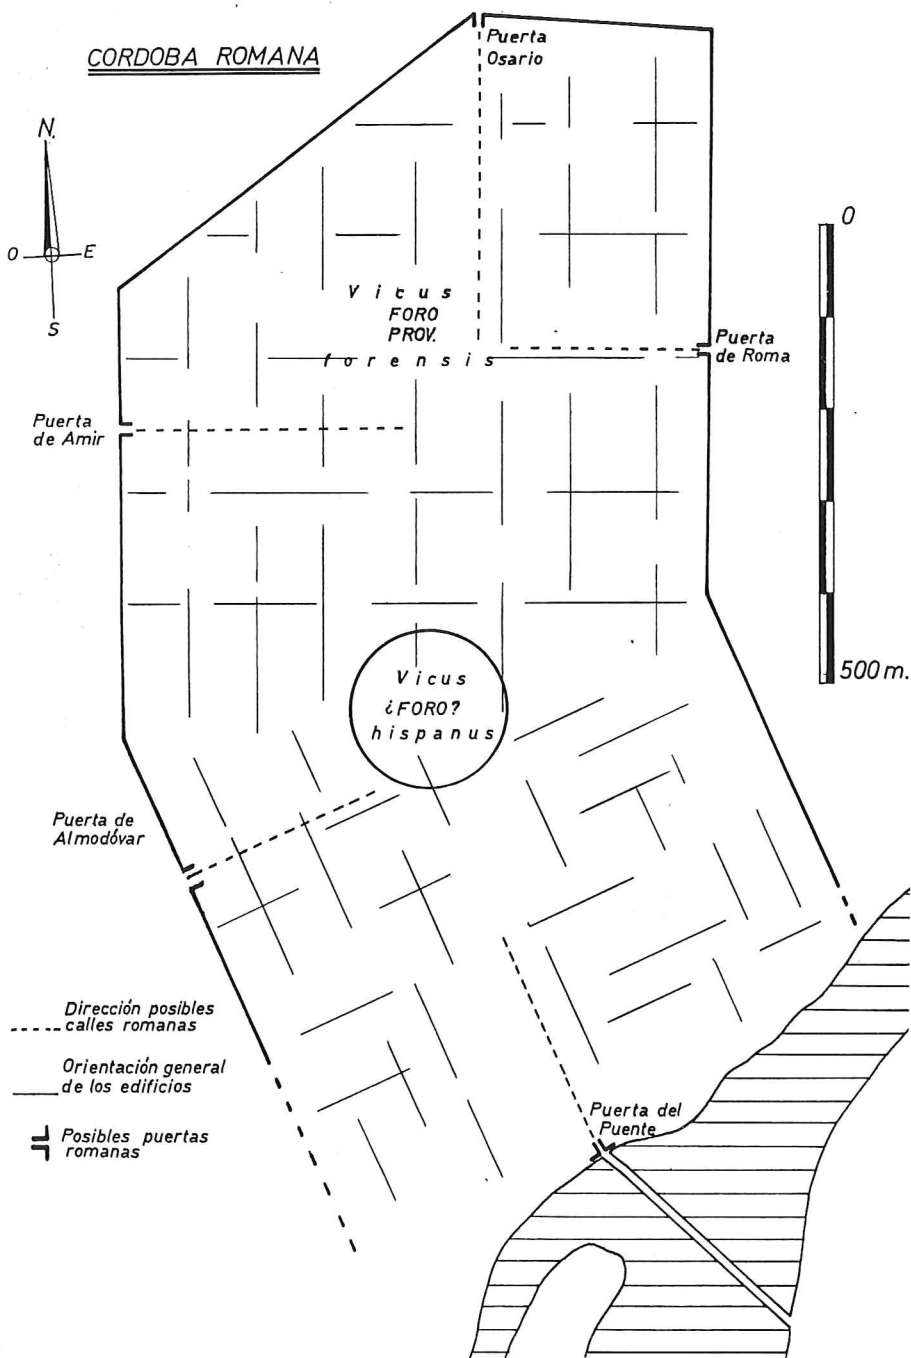 CORDOBA ROMANA
Puerta
Osario
N.
O
E
S
0
500 m.
Vicus
FORO
PROV.
forensis
Puerta
de Roma
Puerta
de Amir
Vicus
¿FORO?
hispanus
Puerta de
Almodóvar
Dirección posibles
calles romanas
Orientación general
de los edificios
Posibles puertas
romanas
Puerta del
Puente